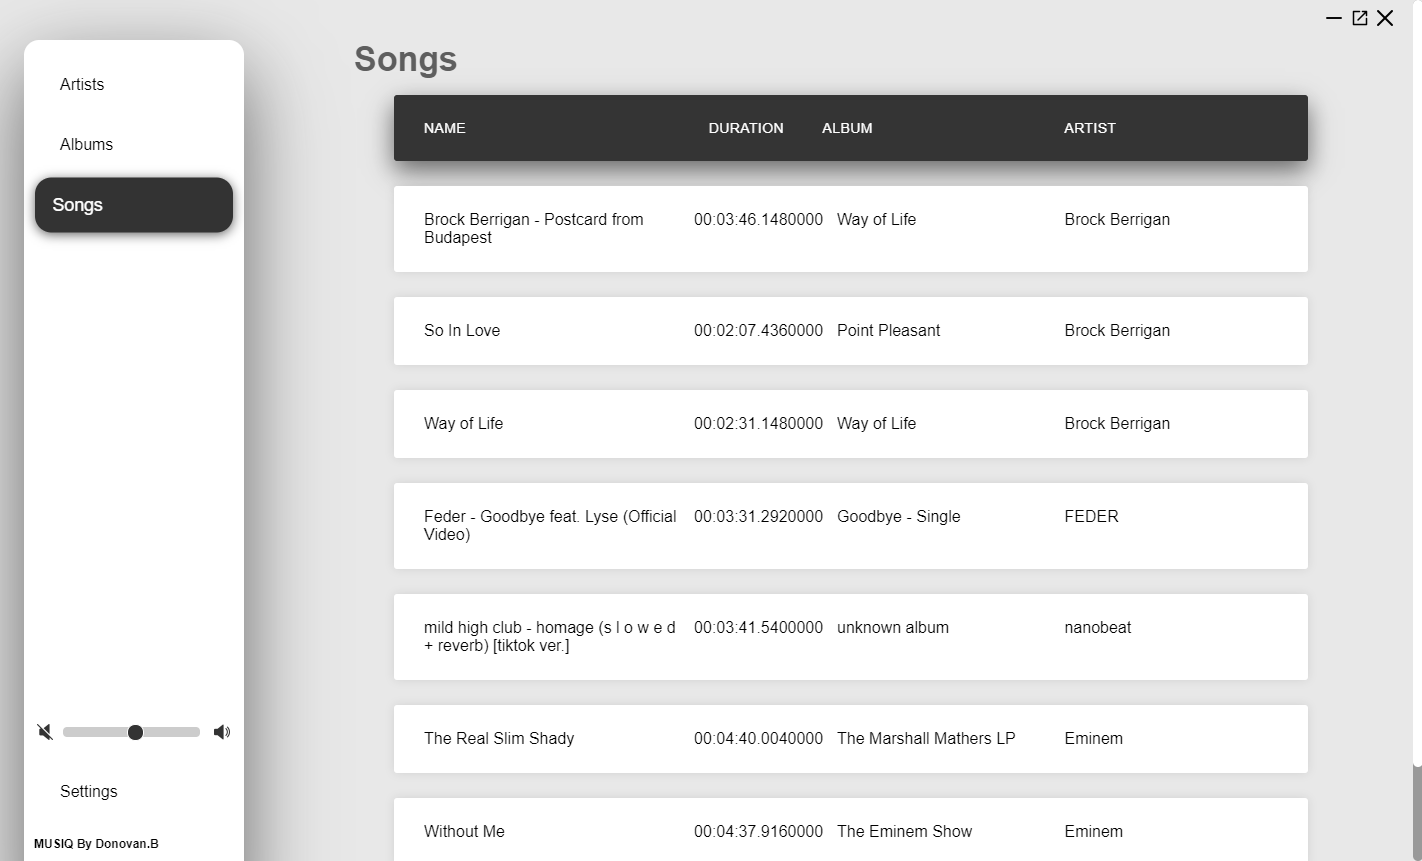 Songs
Artists
Albums
Songs
NAME DURATION ALBUM ARTIST
Brock Berrigan - Postcard from
Budapest
00:03:46.1480000 Way of Life Brock Berrigan
So In Love 00:02:07.4360000 Point Pleasant Brock Berrigan
Way of Life 00:02:31.1480000 Way of Life Brock Berrigan
Feder - Goodbye feat. Lyse (Official
Video)
00:03:31.2920000 Goodbye - Single FEDER
mild high club - homage (s l o w e d
+ reverb) [tiktok ver.]
00:03:41.5400000 unknown album nanobeat
The Real Slim Shady 00:04:40.0040000 The Marshall Mathers LP Eminem
Without Me 00:04:37.9160000 The Eminem Show Eminem
Settings
MUSIQ By Donovan.B